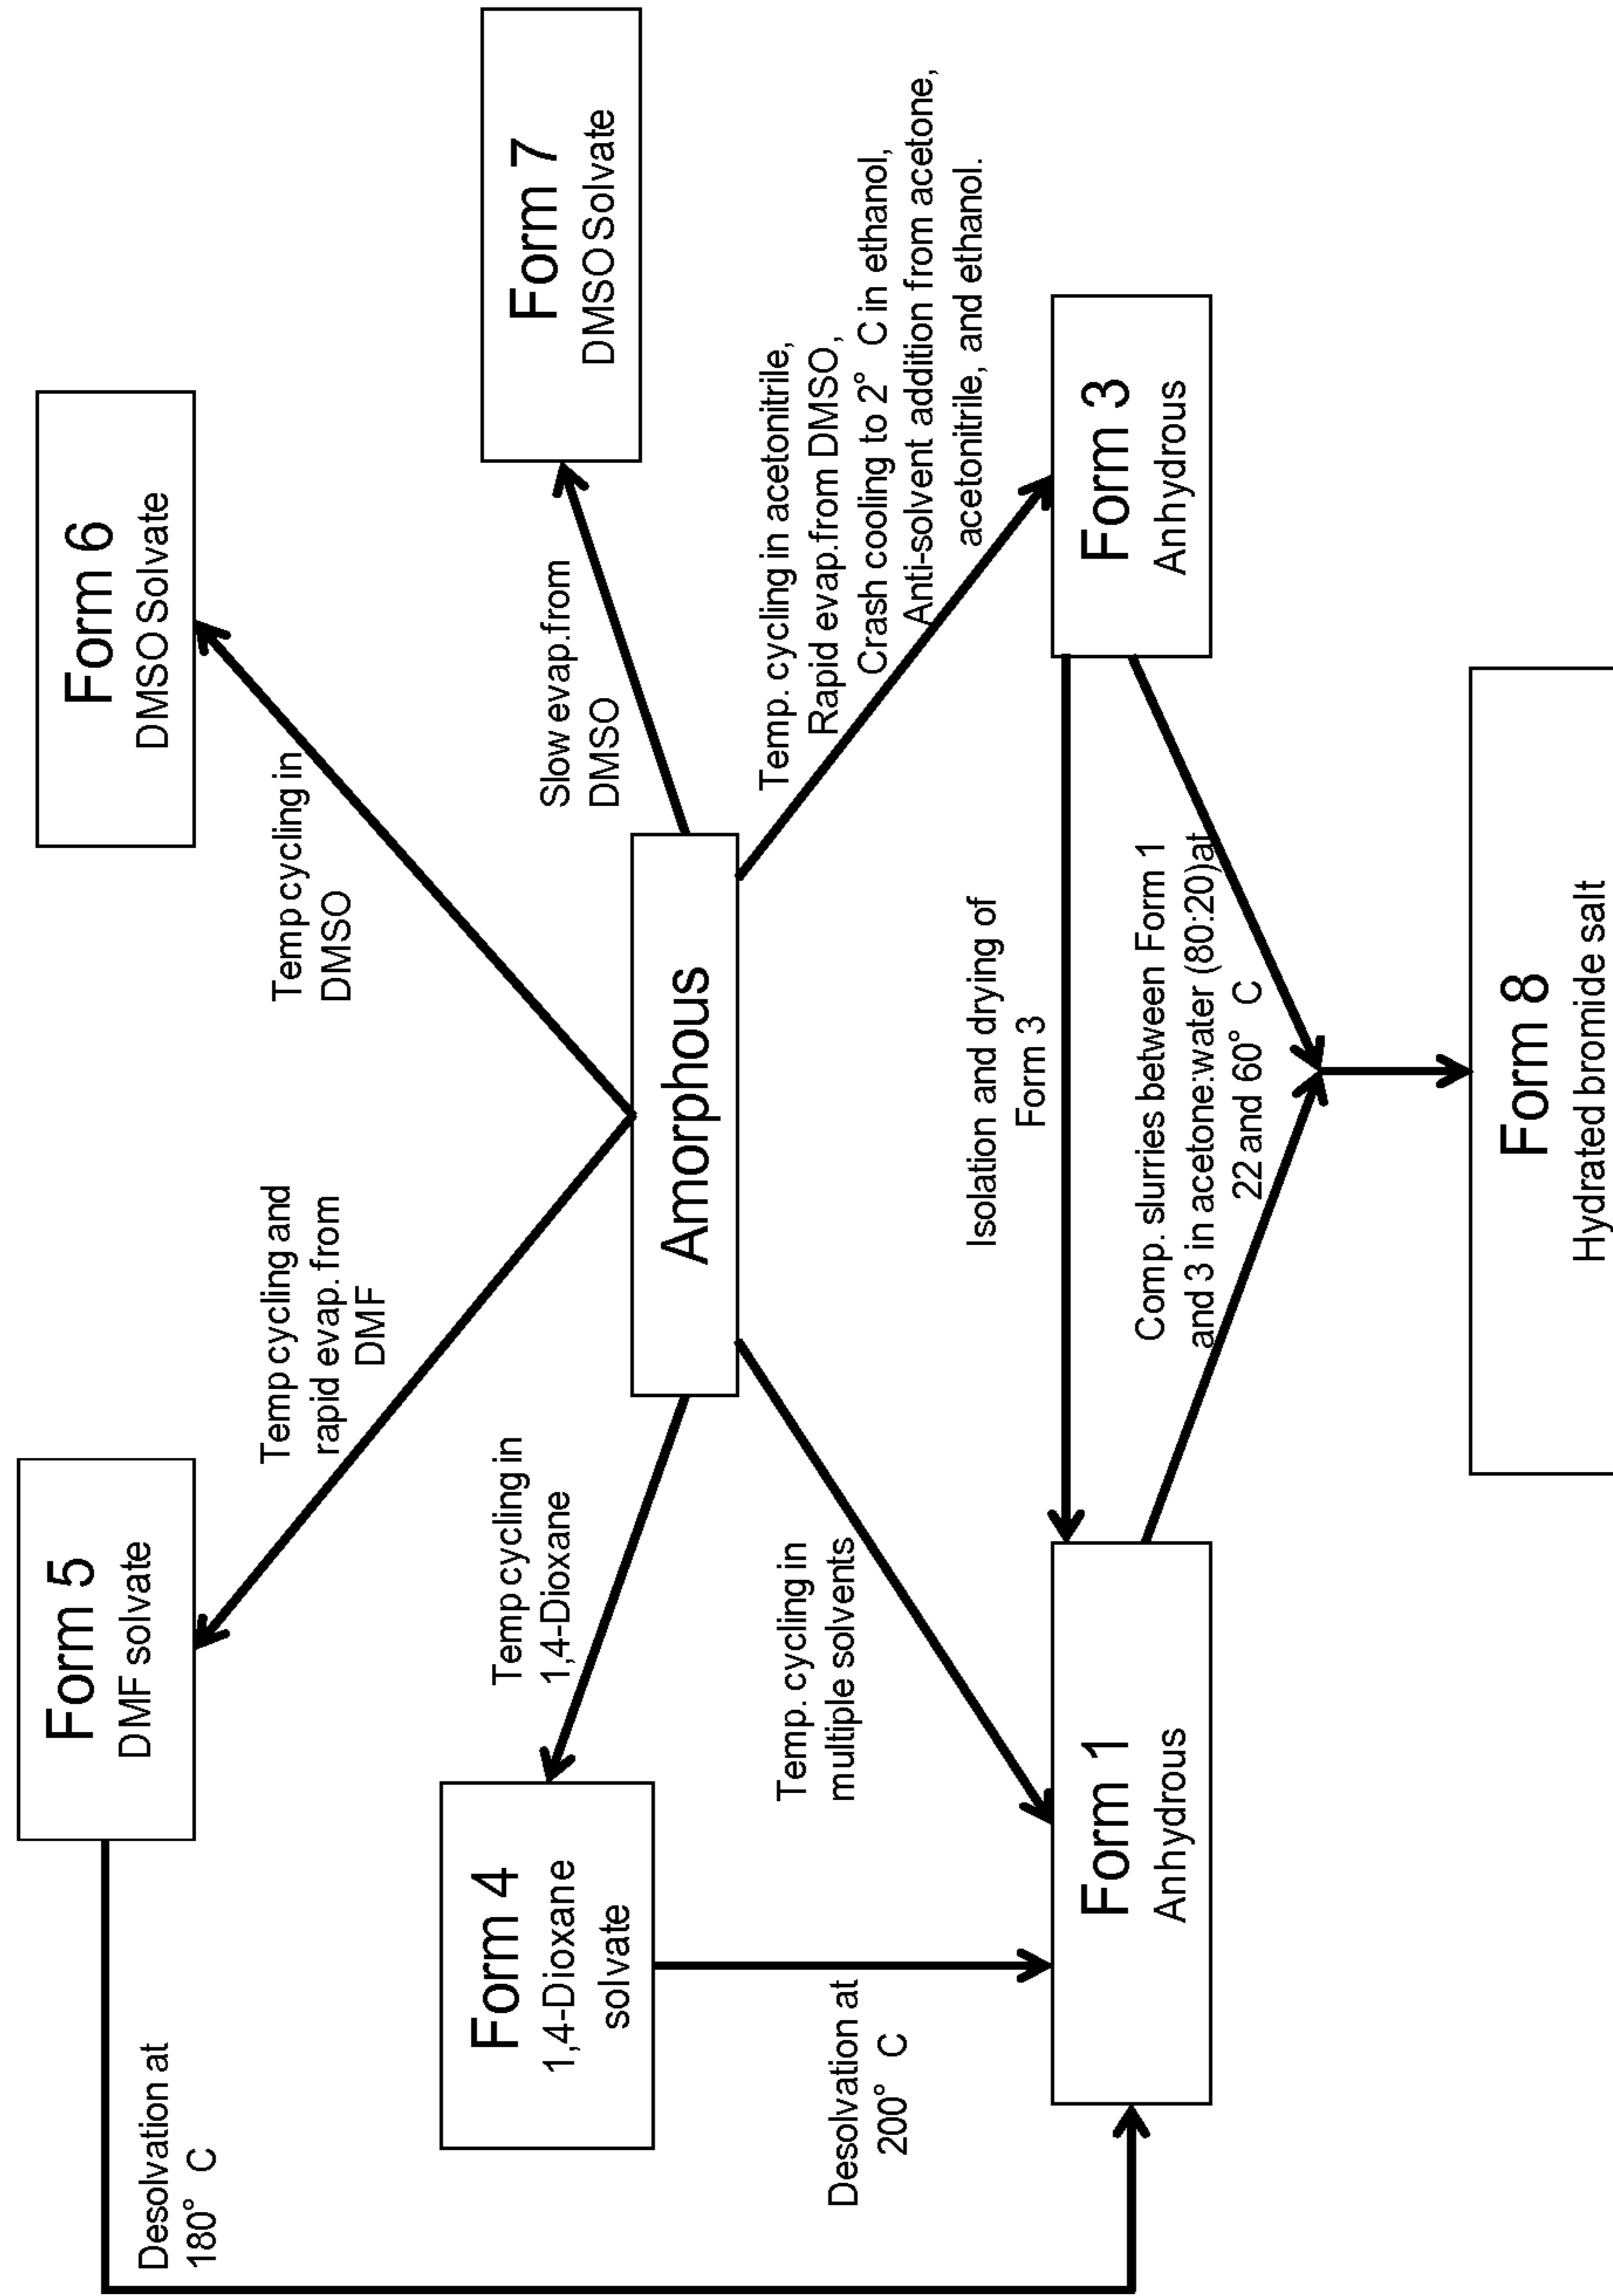 Form 5
DMF solvate
Form 6
DMSO Solvate
Desolvation at
180° C
Temp cycling and
rapid evap. from
DMF
Temp cycling in
DMSO
Form 4
1,4-Dioxane
solvate
Temp cycling in
1,4-Dioxane
Form 7
DMSO Solvate
Slow evap.from
DMSO
Amorphous
Desolvation at
200° C
Temp. cycling in
multiple solvents
Temp. cycling in acetonitrile,
Rapid evap.from DMSO,
Crash cooling to 2° C in ethanol,
Anti-solvent addition from acetone,
acetonitrile, and ethanol.
Isolation and drying of
Form 3
Form 1
Anhydrous
Form 3
Anhydrous
Comp. slurries between Form 1
and 3 in acetone:water (80:20)at
22 and 60° C
Form 8
Hydrated bromide salt